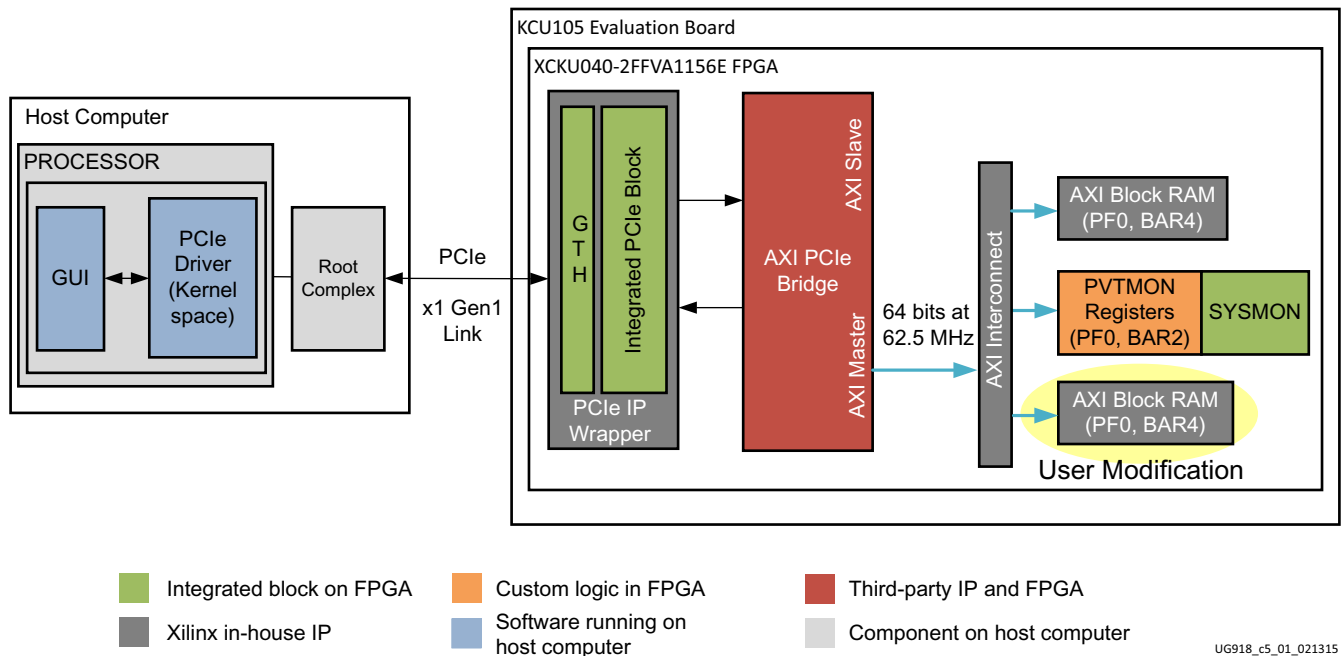 KCU105 Evaluation Board
XCKU040-2FFVA1156E FPGA
Host Computer
PROCESSOR
GUI
PCIe
Driver
(Kernel
space)
Root
Complex
PCIe
x1 Gen1
Link
G
T
H
Integrated PCIe Block
PCIe IP
Wrapper
AXI PCIe
Bridge
AXI Slave
AXI Master
64 bits at
62.5 MHz
AXI Interconnect
AXI Block RAM
(PF0, BAR4)
PVTMON
Registers
(PF0, BAR2)
SYSMON
AXI Block RAM
(PF0, BAR4)
User Modification
Integrated block on FPGA
Custom logic in FPGA
Third-party IP and FPGA
Xilinx in-house IP
Software running on
host computer
Component on host computer
UG918_c5_01_021315